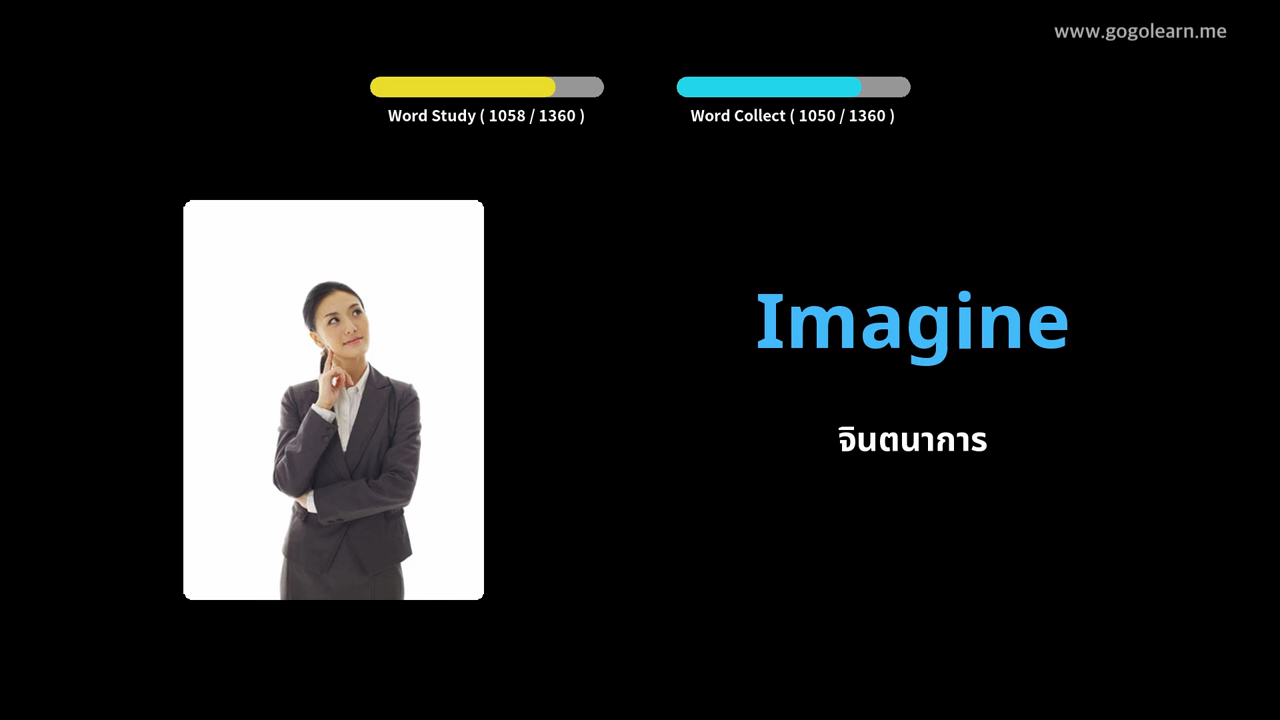 www.gogolearn.me
Word Study ( 1058 / 1360 )
Word Collect ( 1050 / 1360 )
Imagine
จินตนาการ